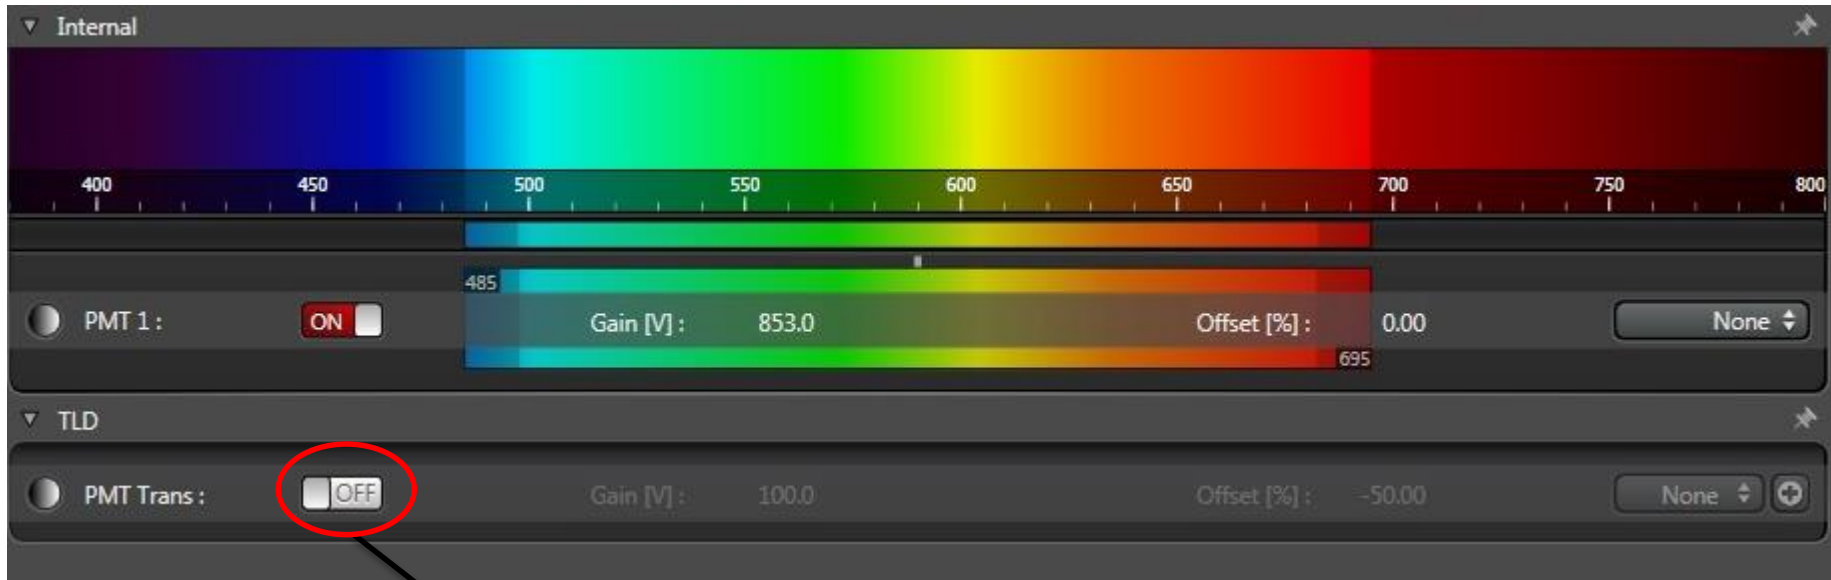 Internal
400 450 500 550 600 650 700 750 800
485
PMT 1 : ON Gain [V] : 853.0 Offset [%] : 0.00 None
695
TLD
PMT Trans : OFF Gain [V] : 100.0 Offset [%] : -50.00 None